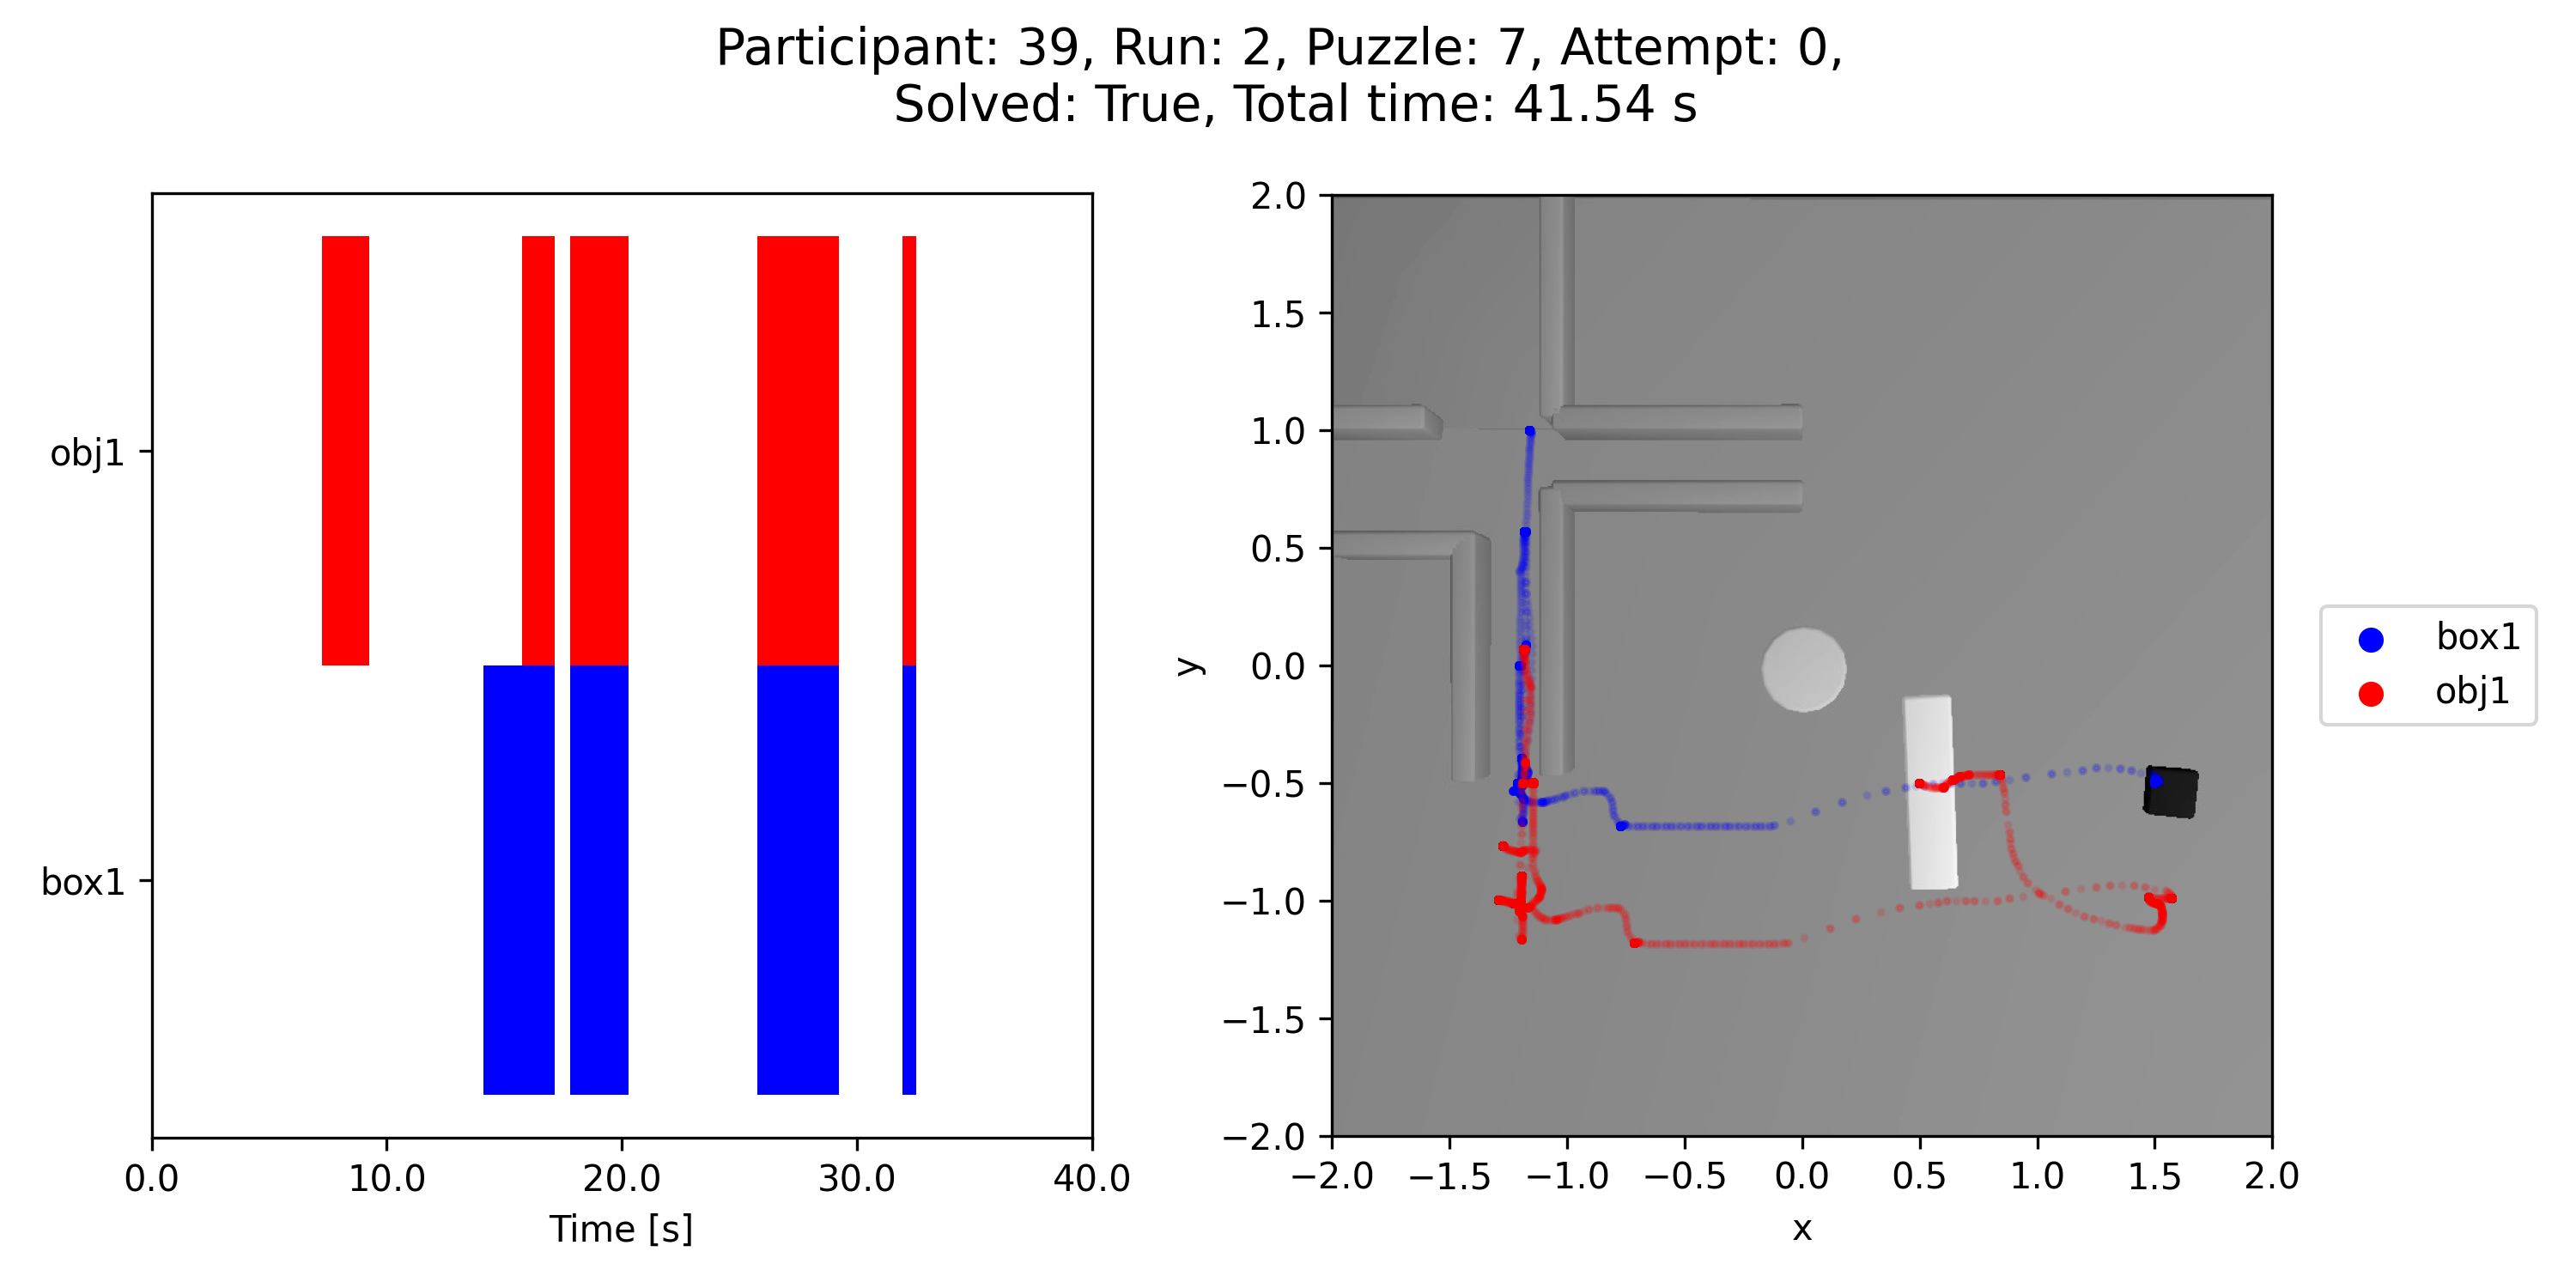 Participant: 39, Run: 2, Puzzle: 7, Attempt: 0,
Solved: True, Total time: 41.54 s
obj1
box1
0.0 10.0 20.0 30.0 40.0
Time [s]
2.0
1.5
1.0
0.5
0.0
−0.5
−1.0
−1.5
−2.0
y
−2.0 −1.5 −1.0 −0.5 0.0 0.5 1.0 1.5 2.0
x
box1
obj1